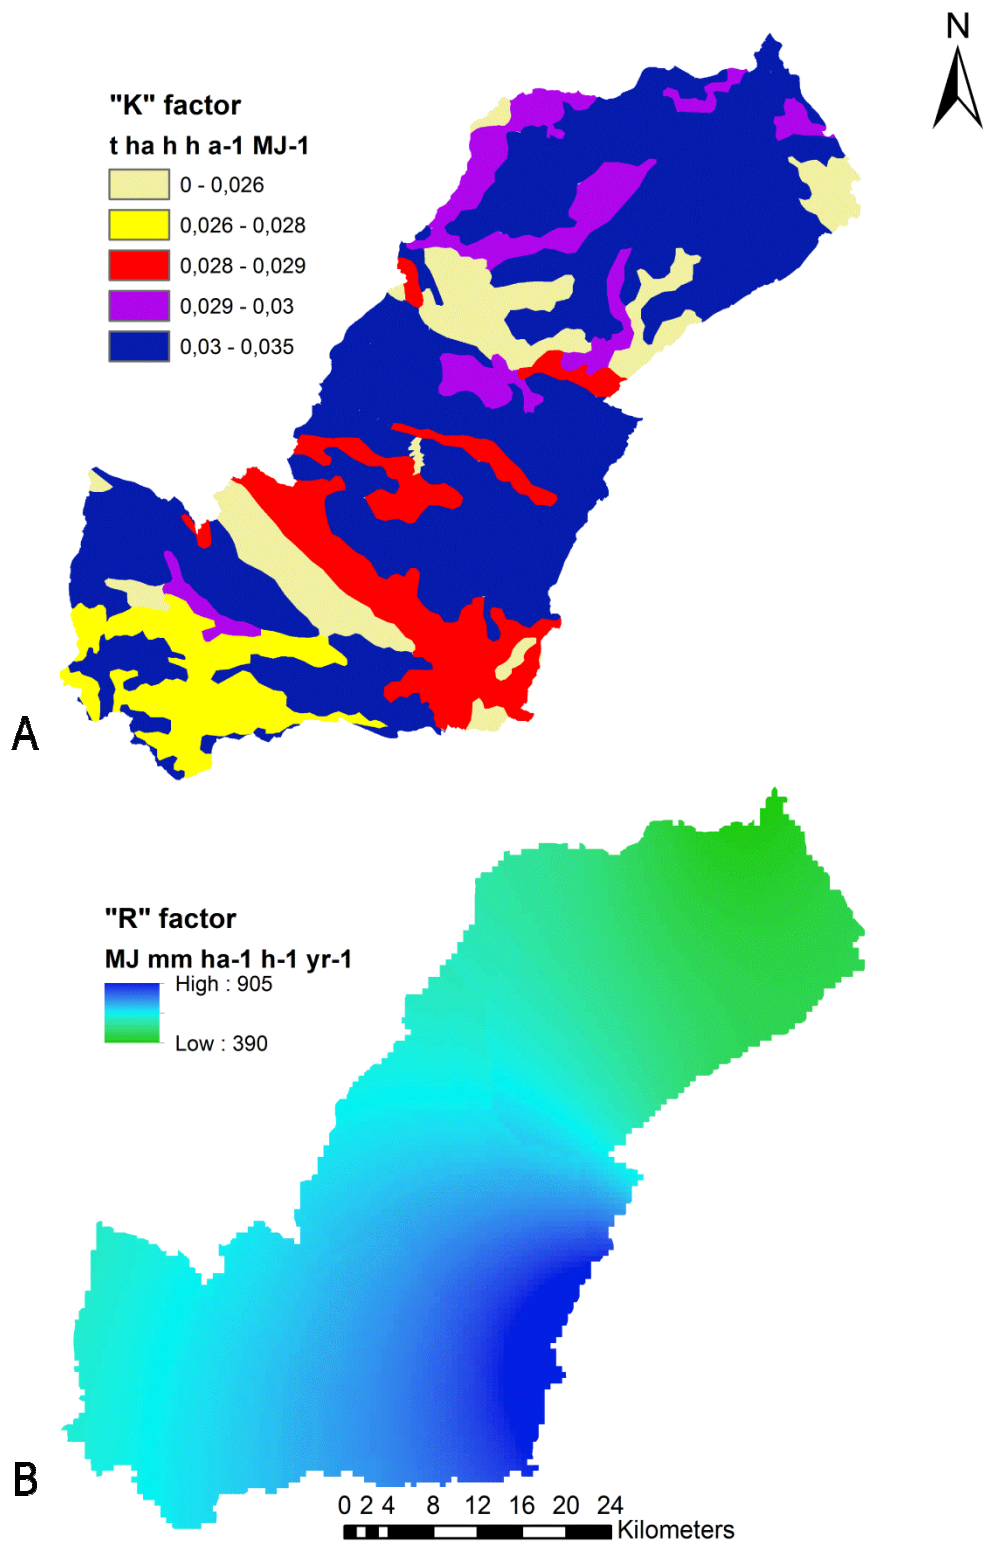 N
"K" factor
t ha h h a-1 MJ-1
0 - 0,026
0,026 - 0,028
0,028 - 0,029
0,029 - 0,03
0,03 - 0,035
A
"R" factor
MJ mm ha-1 h-1 yr-1
High : 905
Low : 390
B
0 2 4 8 12 16 20 24
Kilometers